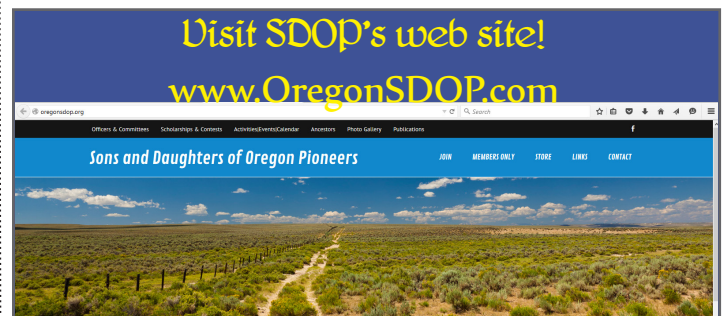 Visit SDOP's web site!
www.OregonSDOP.com
oregonsdop.org
Search
Officers & Committees Scholarships & Contests Activities|Events|Calendar Ancestors Photo Gallery Publications
f
Sons and Daughters of Oregon Pioneers
JOIN MEMBERS ONLY STORE LINKS CONTACT